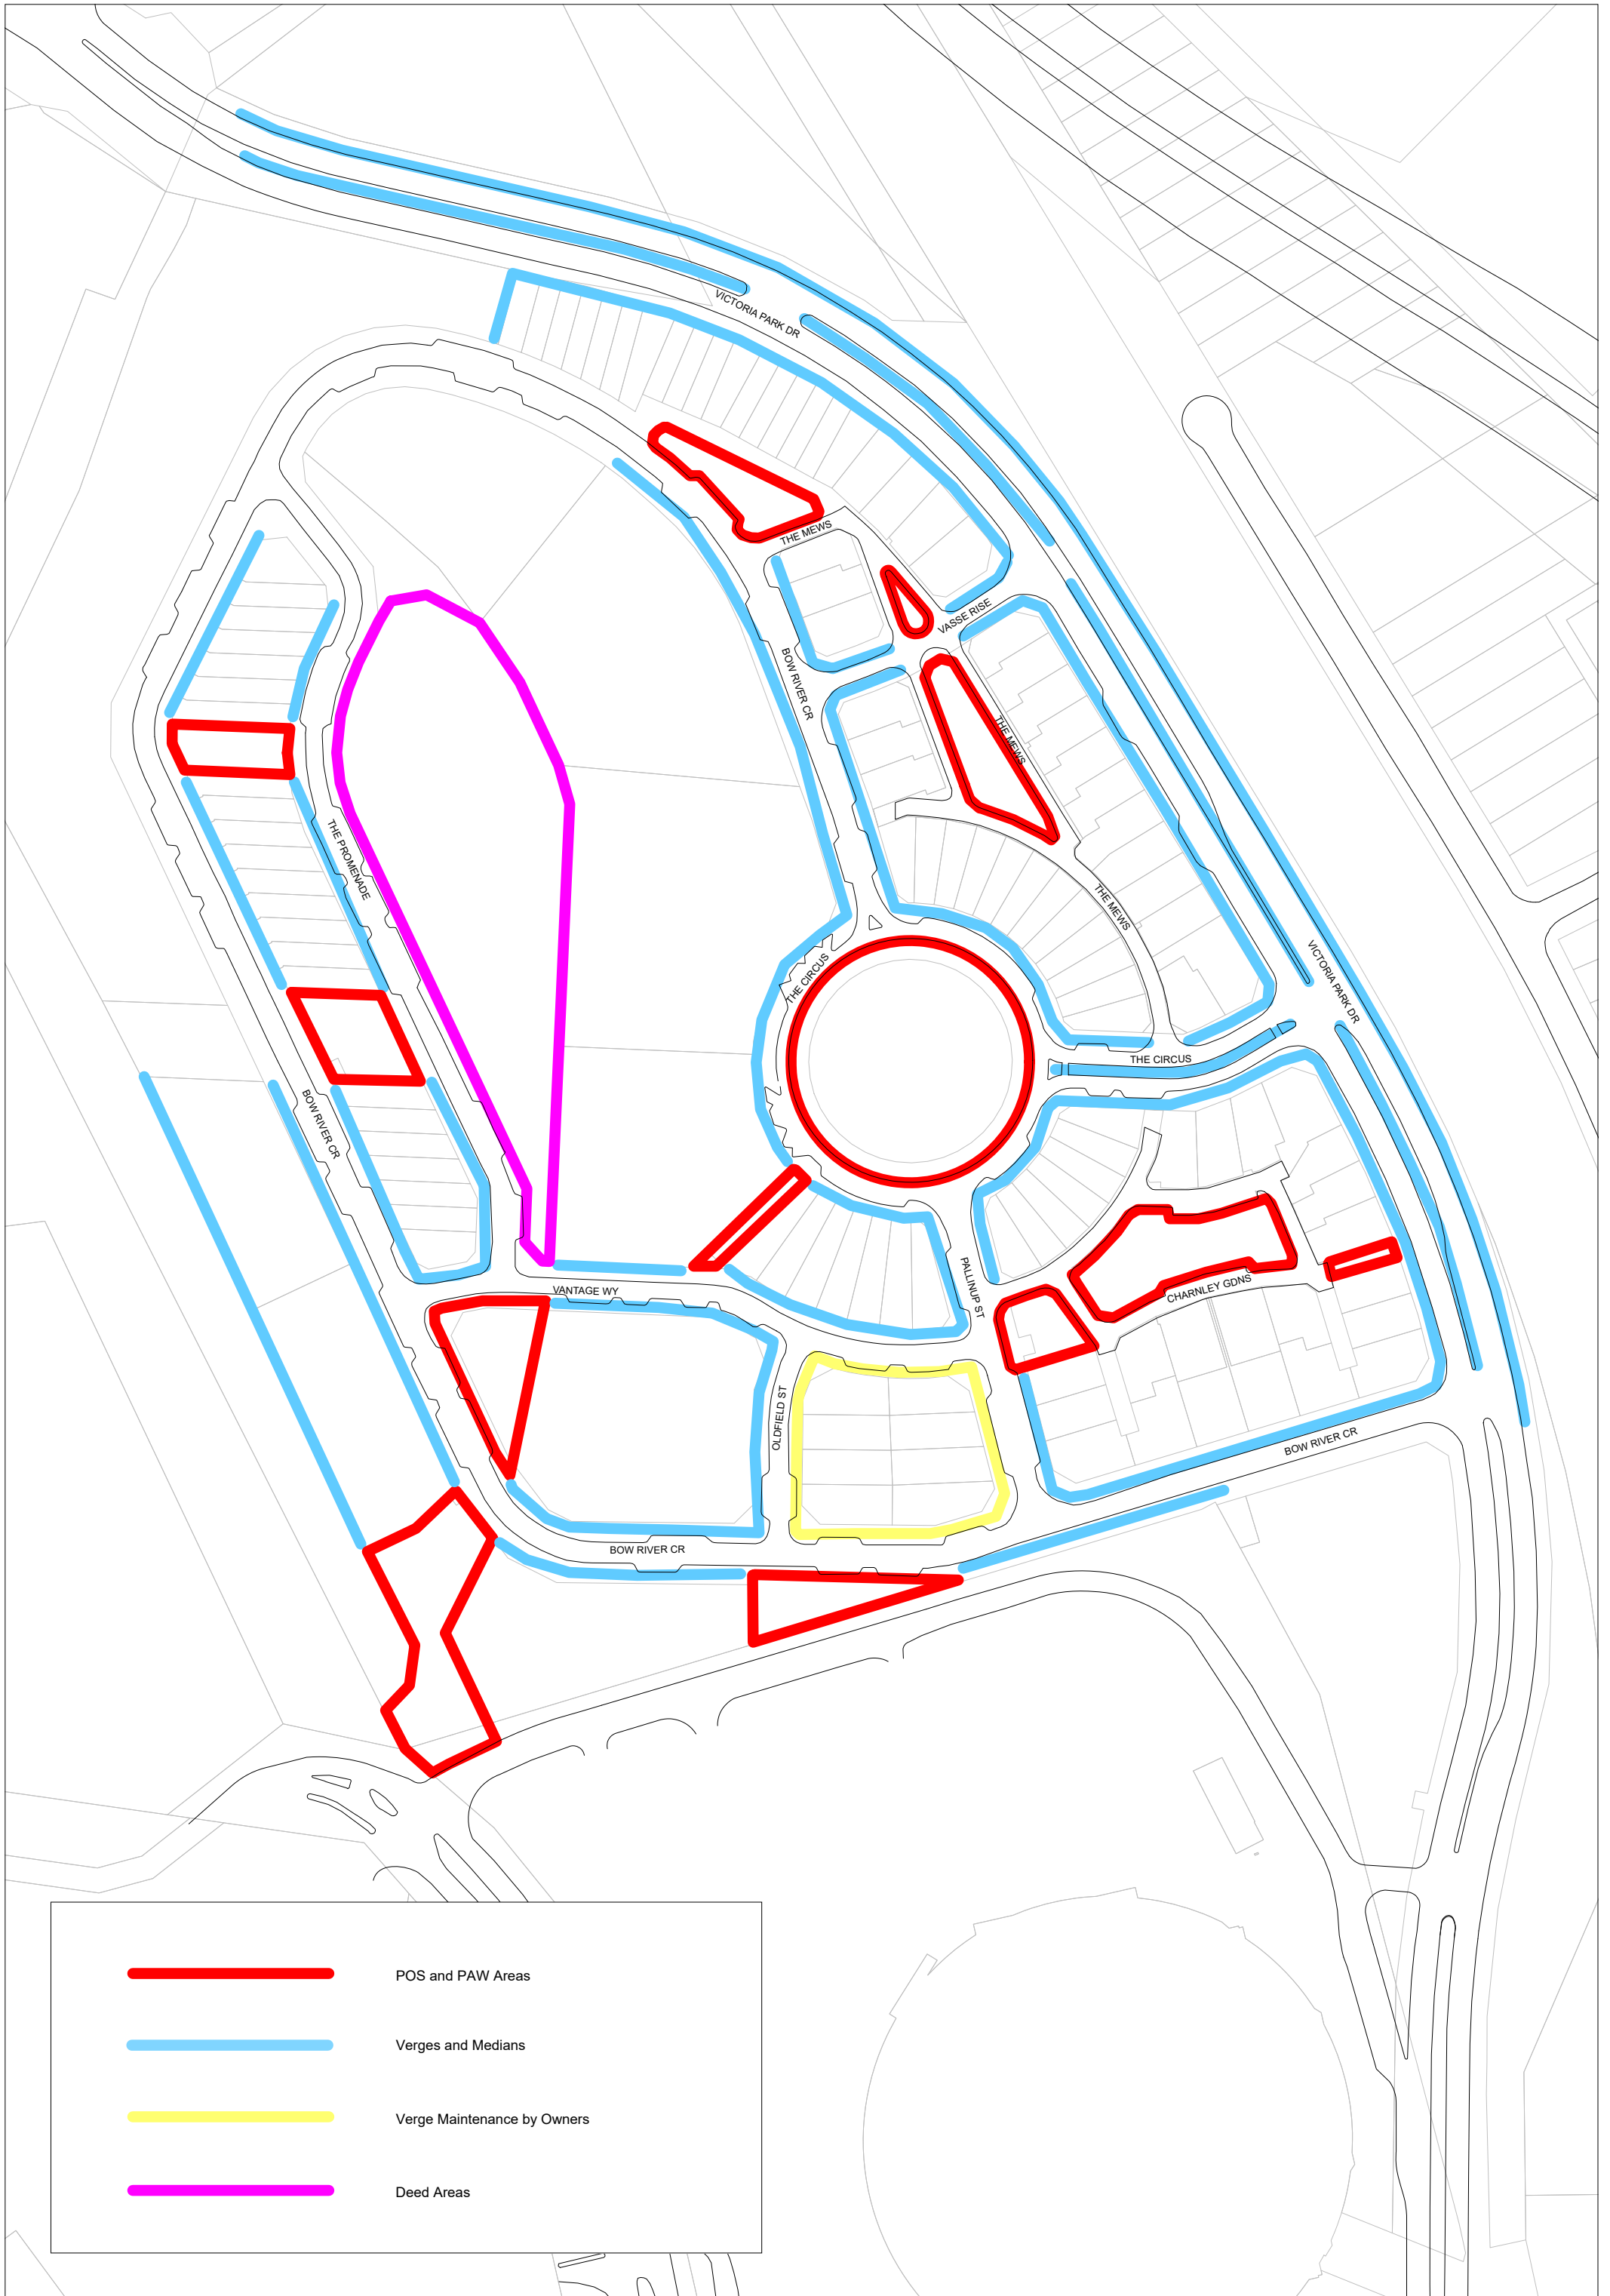 VICTORIA PARK DR
THE MEWS
VASSE RISE
BOW RIVER CR
THE MEWS
THE PROMENADE
THE MEWS
THE CIRCUS
VICTORIA PARK DR
THE CIRCUS
BOW RIVER CR
PALLINUP ST
CHARNLEY GDNS
VANTAGE WY
OLDFIELD ST
BOW RIVER CR
BOW RIVER CR
POS and PAW Areas
Verges and Medians
Verge Maintenance by Owners
Deed Areas